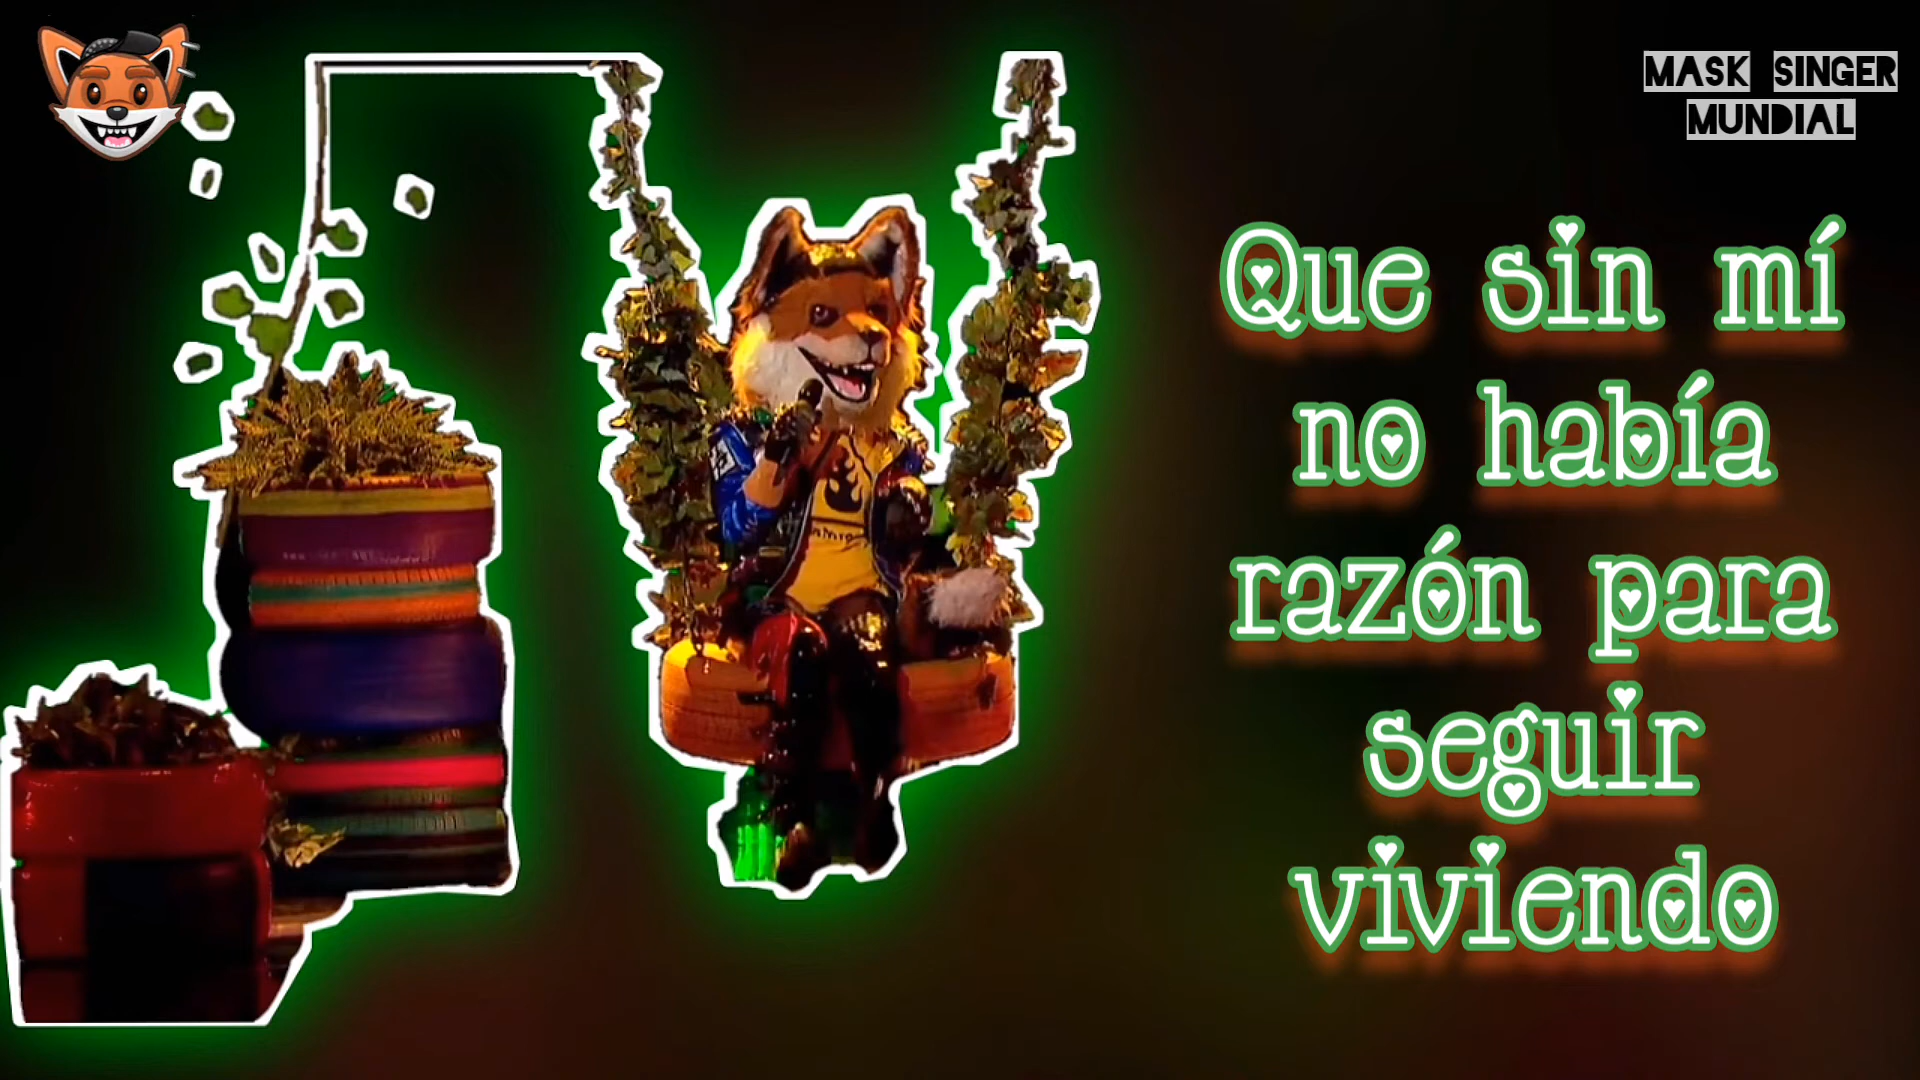 MASK SINGER
MUNDIAL
Que sin mí
no había
razón para
seguir
viviendo